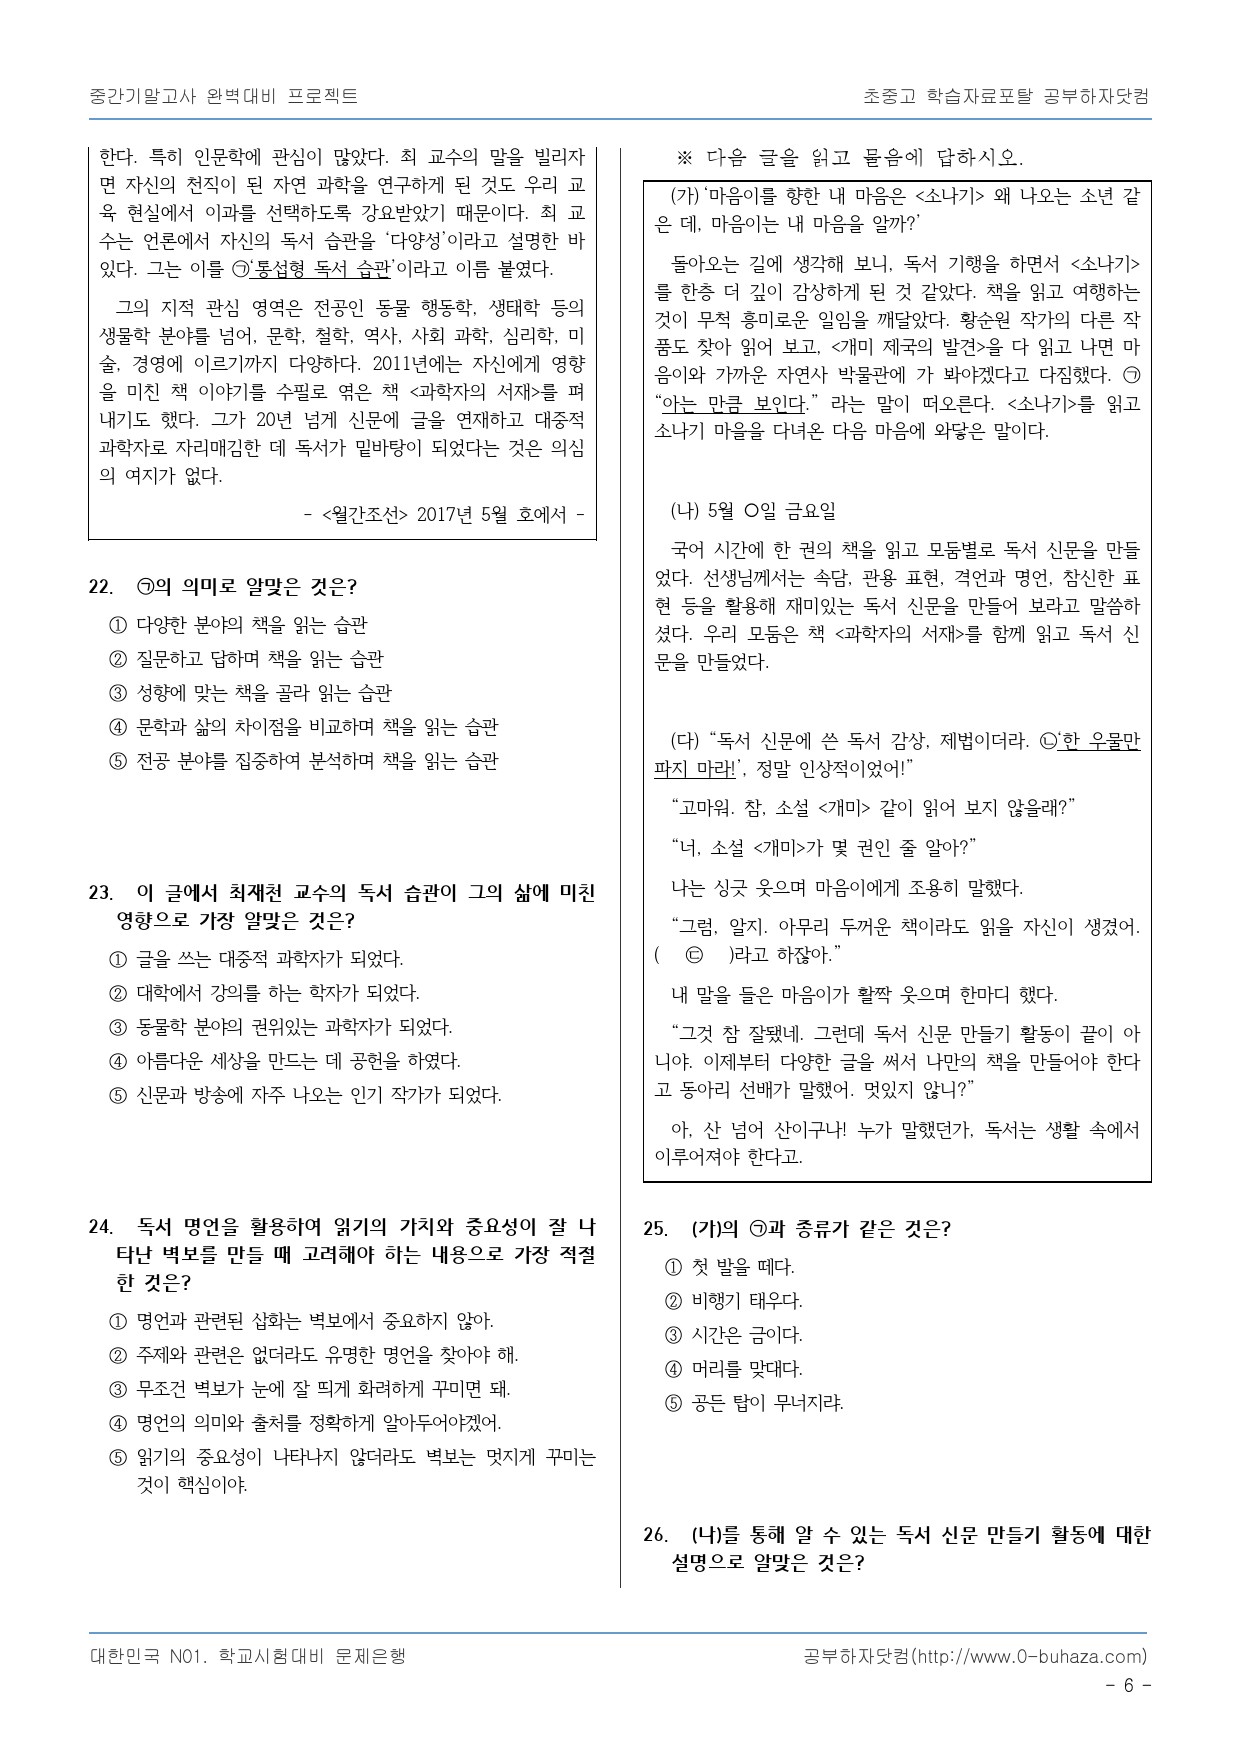 중간기말고사 완벽대비 프로젝트
초중고 학습자료포탈 공부하자닷컴
한다. 특히 인문학에 관심이 많았다. 최 교수의 말을 빌리자
면 자신의 천직이 된 자연 과학을 연구하게 된 것도 우리 교
육 현실에서 이과를 선택하도록 강요받았기 때문이다. 최 교
수는 언론에서 자신의 독서 습관을 ‘다양성’이라고 설명한 바
있다. 그는 이를 ㉠‘통섭형 독서 습관’이라고 이름 붙였다.
그의 지적 관심 영역은 전공인 동물 행동학, 생태학 등의
생물학 분야를 넘어, 문학, 철학, 역사, 사회 과학, 심리학, 미
술, 경영에 이르기까지 다양하다. 2011년에는 자신에게 영향
을 미친 책 이야기를 수필로 엮은 책 <과학자의 서재>를 펴
내기도 했다. 그가 20년 넘게 신문에 글을 연재하고 대중적
과학자로 자리매김한 데 독서가 밑바탕이 되었다는 것은 의심
의 여지가 없다.
- <월간조선> 2017년 5월 호에서 -
22. ㉠의 의미로 알맞은 것은?
① 다양한 분야의 책을 읽는 습관
② 질문하고 답하며 책을 읽는 습관
③ 성향에 맞는 책을 골라 읽는 습관
④ 문학과 삶의 차이점을 비교하며 책을 읽는 습관
⑤ 전공 분야를 집중하여 분석하며 책을 읽는 습관
23. 이 글에서 최재천 교수의 독서 습관이 그의 삶에 미친
영향으로 가장 알맞은 것은?
① 글을 쓰는 대중적 과학자가 되었다.
② 대학에서 강의를 하는 학자가 되었다.
③ 동물학 분야의 권위있는 과학자가 되었다.
④ 아름다운 세상을 만드는 데 공헌을 하였다.
⑤ 신문과 방송에 자주 나오는 인기 작가가 되었다.
24. 독서 명언을 활용하여 읽기의 가치와 중요성이 잘 나
타난 벽보를 만들 때 고려해야 하는 내용으로 가장 적절
한 것은?
① 명언과 관련된 삽화는 벽보에서 중요하지 않아.
② 주제와 관련은 없더라도 유명한 명언을 찾아야 해.
③ 무조건 벽보가 눈에 잘 띄게 화려하게 꾸미면 돼.
④ 명언의 의미와 출처를 정확하게 알아두어야겠어.
⑤ 읽기의 중요성이 나타나지 않더라도 벽보는 멋지게 꾸미는
것이 핵심이야.
※ 다음 글을 읽고 물음에 답하시오.
(가) ‘마음이를 향한 내 마음은 <소나기> 왜 나오는 소년 같
은 데, 마음이는 내 마음을 알까?’
돌아오는 길에 생각해 보니, 독서 기행을 하면서 <소나기>
를 한층 더 깊이 감상하게 된 것 같았다. 책을 읽고 여행하는
것이 무척 흥미로운 일임을 깨달았다. 황순원 작가의 다른 작
품도 찾아 읽어 보고, <개미 제국의 발견>을 다 읽고 나면 마
음이와 가까운 자연사 박물관에 가 봐야겠다고 다짐했다. ㉠
“아는 만큼 보인다.” 라는 말이 떠오른다. <소나기>를 읽고
소나기 마을을 다녀온 다음 마음에 와닿은 말이다.
(나) 5월 ○일 금요일
국어 시간에 한 권의 책을 읽고 모둠별로 독서 신문을 만들
었다. 선생님께서는 속담, 관용 표현, 격언과 명언, 참신한 표
현 등을 활용해 재미있는 독서 신문을 만들어 보라고 말씀하
셨다. 우리 모둠은 책 <과학자의 서재>를 함께 읽고 독서 신
문을 만들었다.
(다) “독서 신문에 쓴 독서 감상, 제법이더라. ㉡‘한 우물만
파지 마라!’, 정말 인상적이었어!”
“고마워. 참, 소설 <개미> 같이 읽어 보지 않을래?”
“너, 소설 <개미>가 몇 권인 줄 알아?”
나는 싱긋 웃으며 마음이에게 조용히 말했다.
“그럼, 알지. 아무리 두꺼운 책이라도 읽을 자신이 생겼어.
( ㉢ )라고 하잖아.”
내 말을 들은 마음이가 활짝 웃으며 한마디 했다.
“그것 참 잘됐네. 그런데 독서 신문 만들기 활동이 끝이 아
니야. 이제부터 다양한 글을 써서 나만의 책을 만들어야 한다
고 동아리 선배가 말했어. 멋있지 않니?”
아, 산 넘어 산이구나! 누가 말했던가, 독서는 생활 속에서
이루어져야 한다고.
25. (가)의 ㉠과 종류가 같은 것은?
① 첫 발을 떼다.
② 비행기 태우다.
③ 시간은 금이다.
④ 머리를 맞대다.
⑤ 공든 탑이 무너지랴.
26. (나)를 통해 알 수 있는 독서 신문 만들기 활동에 대한
설명으로 알맞은 것은?
대한민국 N01. 학교시험대비 문제은행
공부하자닷컴(http://www.0-buhaza.com)
- 6 -